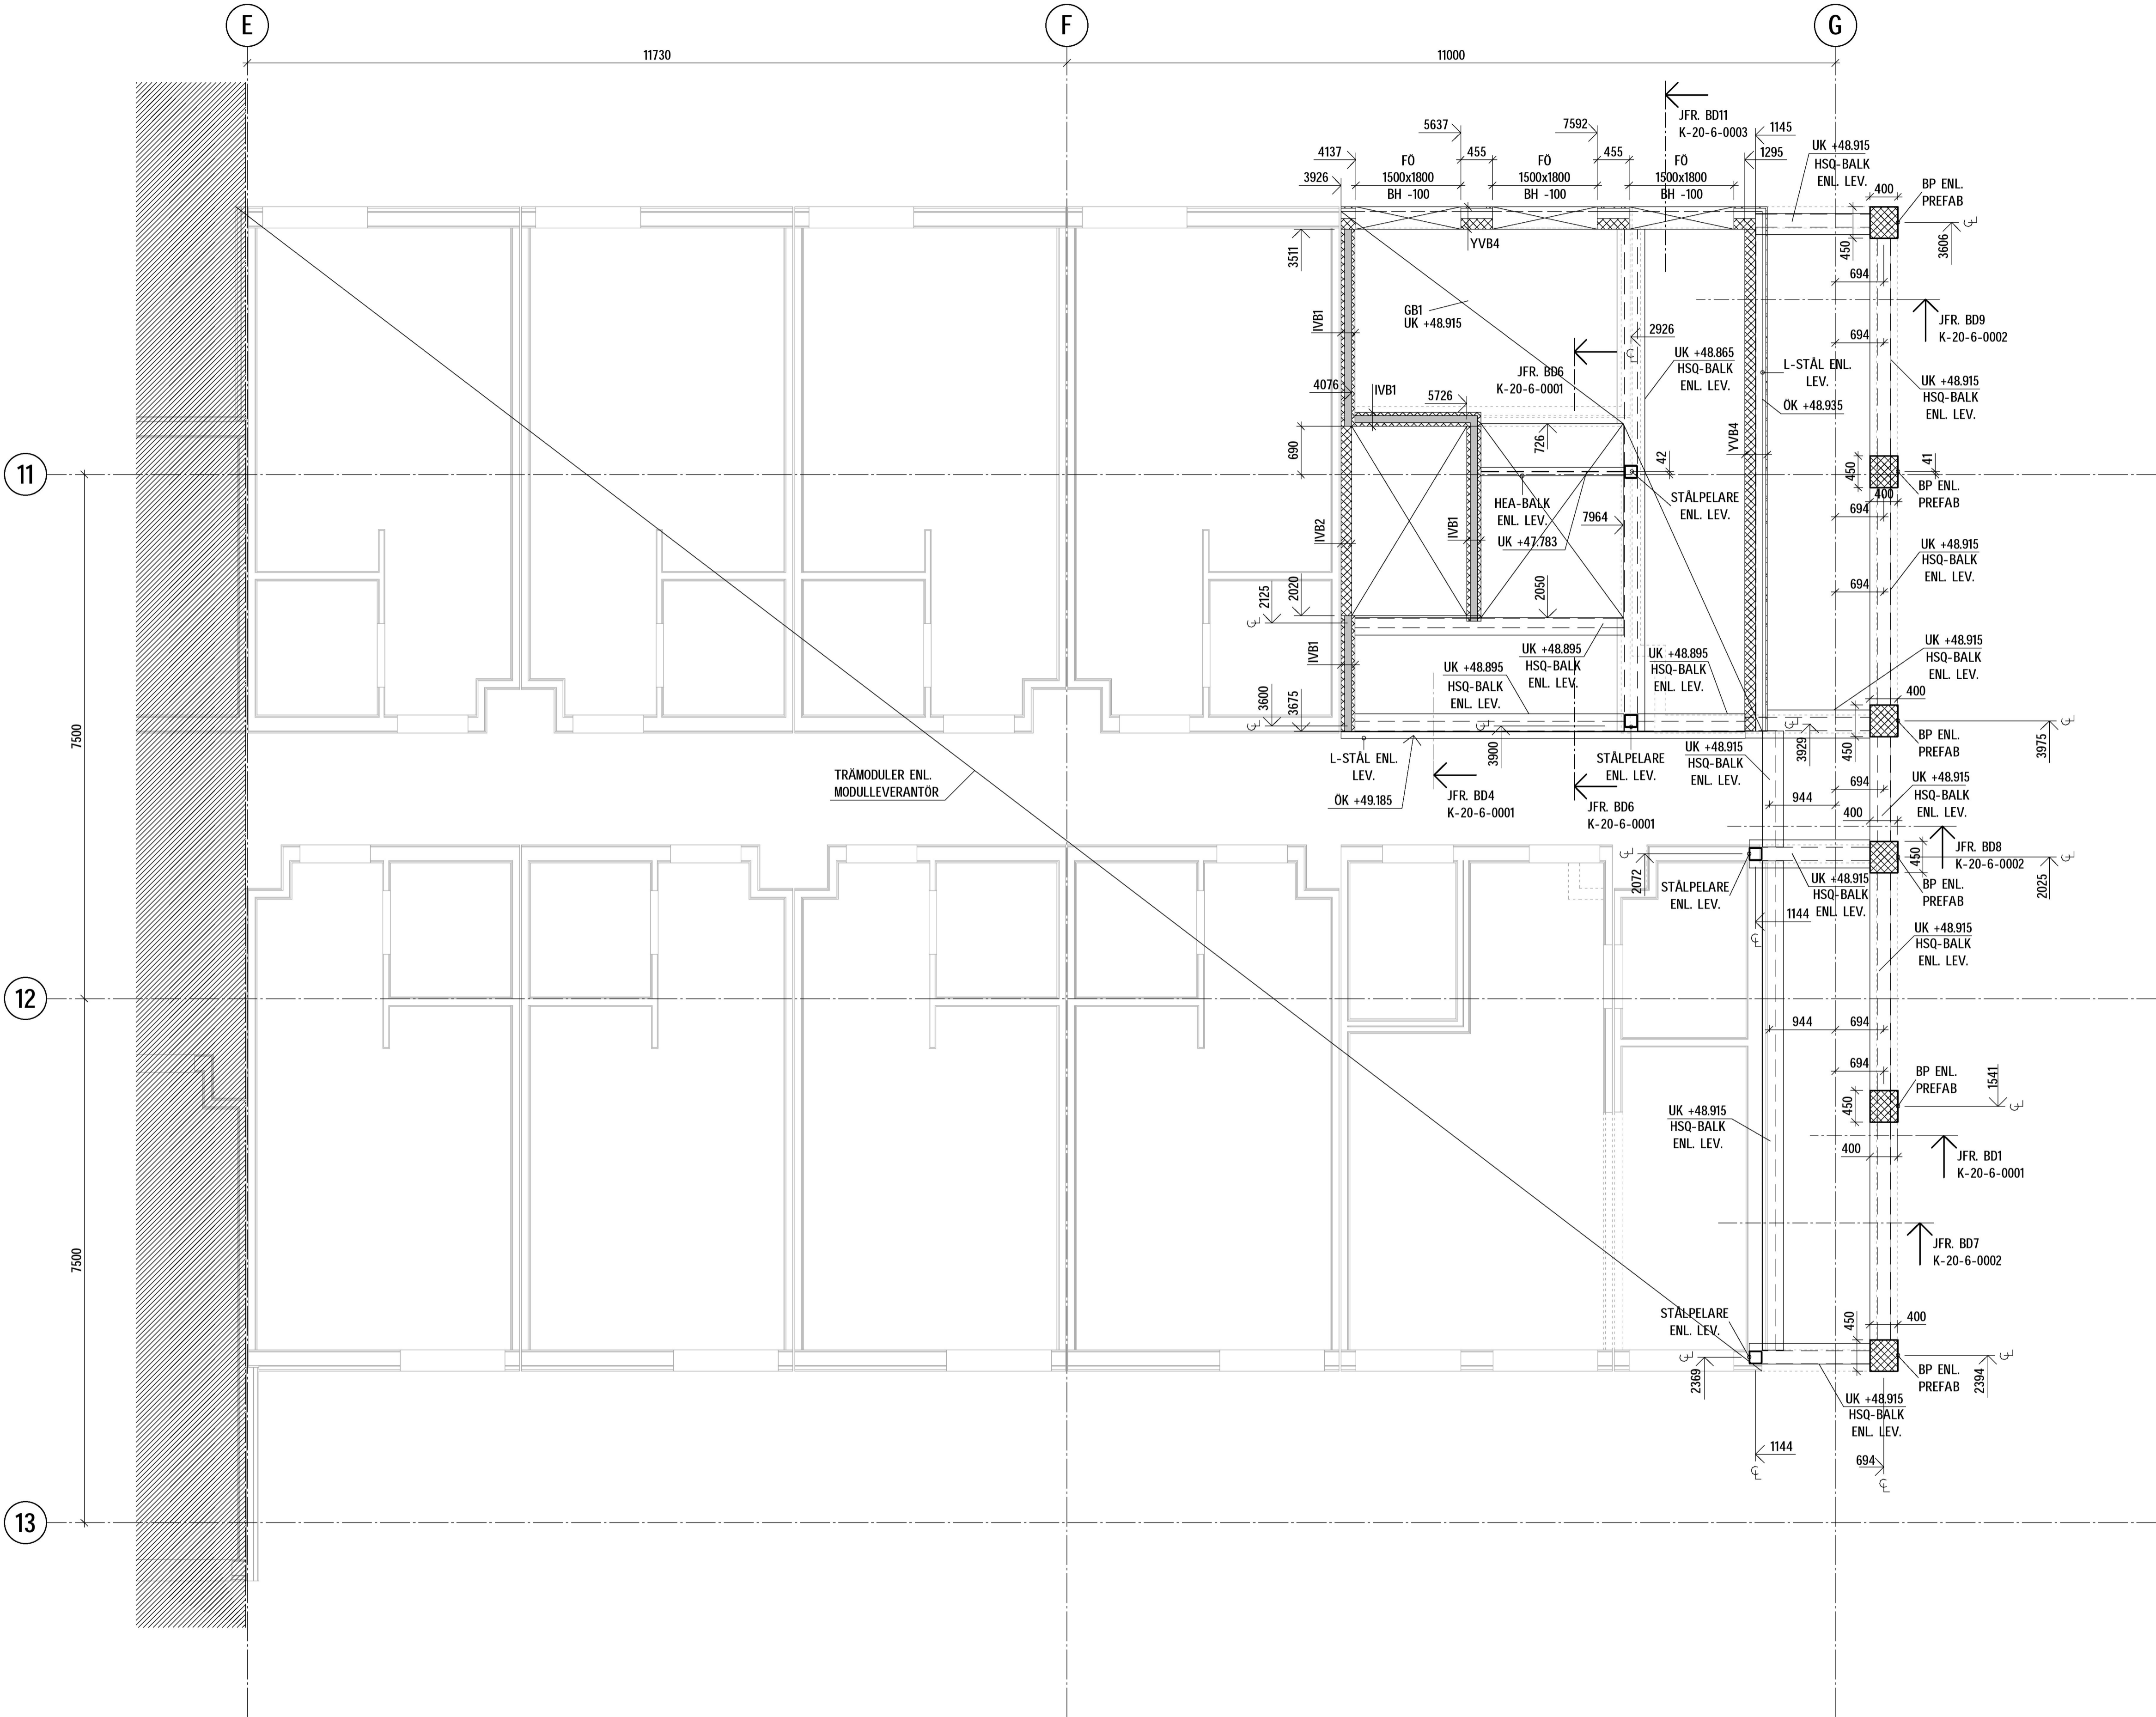 E
F
G
11730
11000
JFR. BD11
K-20-6-0003
5637
7592
1145
4137
455
455
1295
UK +48.915
HSQ-BALK
ENL. LEV.
FÖ
1500x1800
BH -100
FÖ
1500x1800
BH -100
FÖ
1500x1800
BH -100
3926
400
BP ENL.
PREFAB
3511
YVB4
450
3606
694
GB1
UK +48.915
IVB1
2926
JFR. BD9
K-20-6-0002
694
UK +48.865
HSQ-BALK
ENL. LEV.
L-STÅL ENL.
LEV.
JFR. BD6
K-20-6-0001
4076
IVB1
5726
UK +48.915
HSQ-BALK
ENL. LEV.
ÖK +48.935
690
726
YVB4
42
450
41
11
BP ENL.
PREFAB
400
HEA-BALK
ENL. LEV.
STÅLPELARE
ENL. LEV.
7964
694
IVB2
IVB1
UK +47.783
UK +48.915
HSQ-BALK
ENL. LEV.
2125
2020
2050
694
IVB1
UK +48.895
HSQ-BALK
ENL. LEV.
UK +48.895
HSQ-BALK
ENL. LEV.
UK +48.895
HSQ-BALK
ENL. LEV.
UK +48.915
HSQ-BALK
ENL. LEV.
400
3600
3675
7500
3900
3929
450
BP ENL.
PREFAB
3975
L-STÅL ENL.
LEV.
STÅLPELARE
ENL. LEV.
UK +48.915
HSQ-BALK
ENL. LEV.
TRÄMODULER ENL.
MODULLEVERANTÖR
ÖK +49.185
JFR. BD4
K-20-6-0001
JFR. BD6
K-20-6-0001
694
944
UK +48.915
HSQ-BALK
ENL. LEV.
400
450
JFR. BD8
K-20-6-0002
2072
STÅLPELARE
ENL. LEV.
UK +48.915
HSQ-BALK
ENL. LEV.
BP ENL.
PREFAB
2025
1144
UK +48.915
HSQ-BALK
ENL. LEV.
12
944
694
694
BP ENL.
PREFAB
1541
450
UK +48.915
HSQ-BALK
ENL. LEV.
400
JFR. BD1
K-20-6-0001
7500
JFR. BD7
K-20-6-0002
STÅLPELARE
ENL. LEV.
450
400
2369
BP ENL.
PREFAB
2394
UK +48.915
HSQ-BALK
ENL. LEV.
1144
694
13